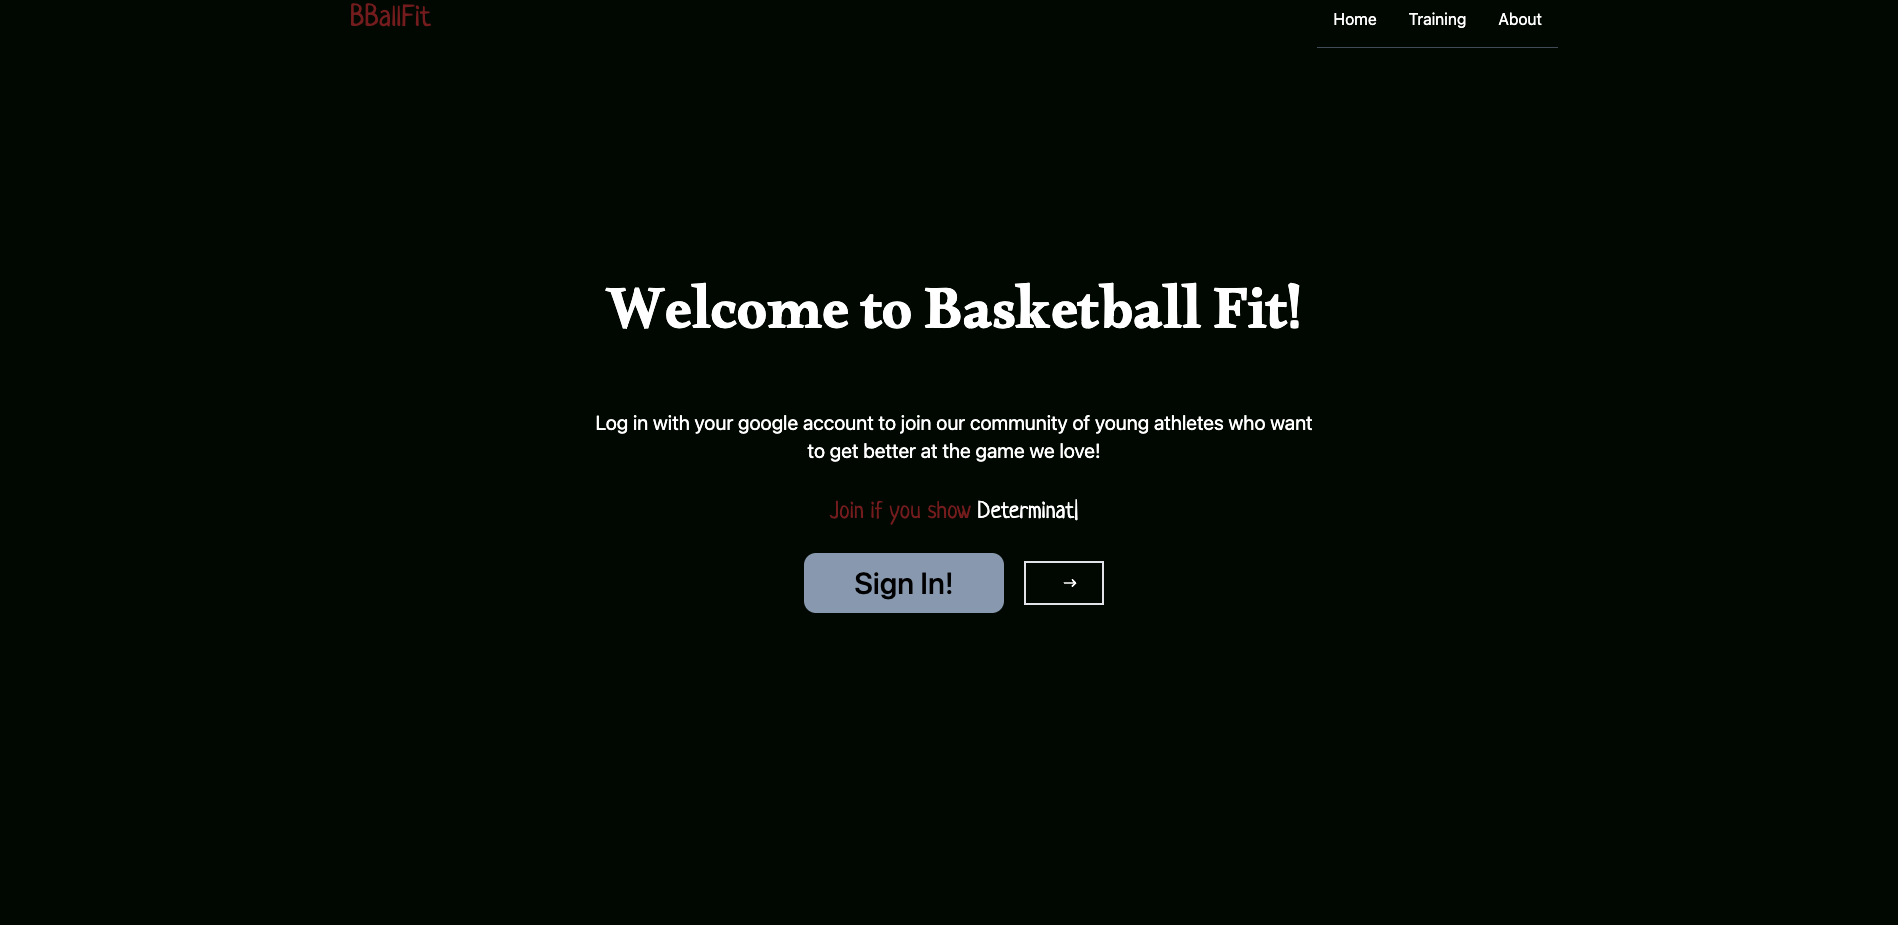 BBallFit
Home Training About
Welcome to Basketball Fit!
Log in with your google account to join our community of young athletes who want
to get better at the game we love!
Join if you show Determinat|
Sign In! →